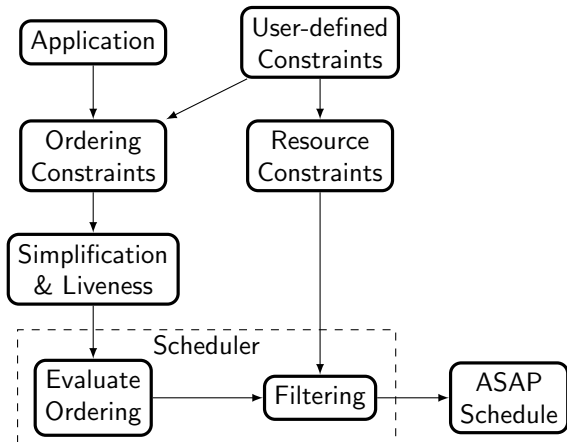 Application
User-defined
Constraints
Ordering
Constraints
Resource
Constraints
Simplification
& Liveness
Scheduler
Evaluate
Ordering
Filtering
ASAP
Schedule